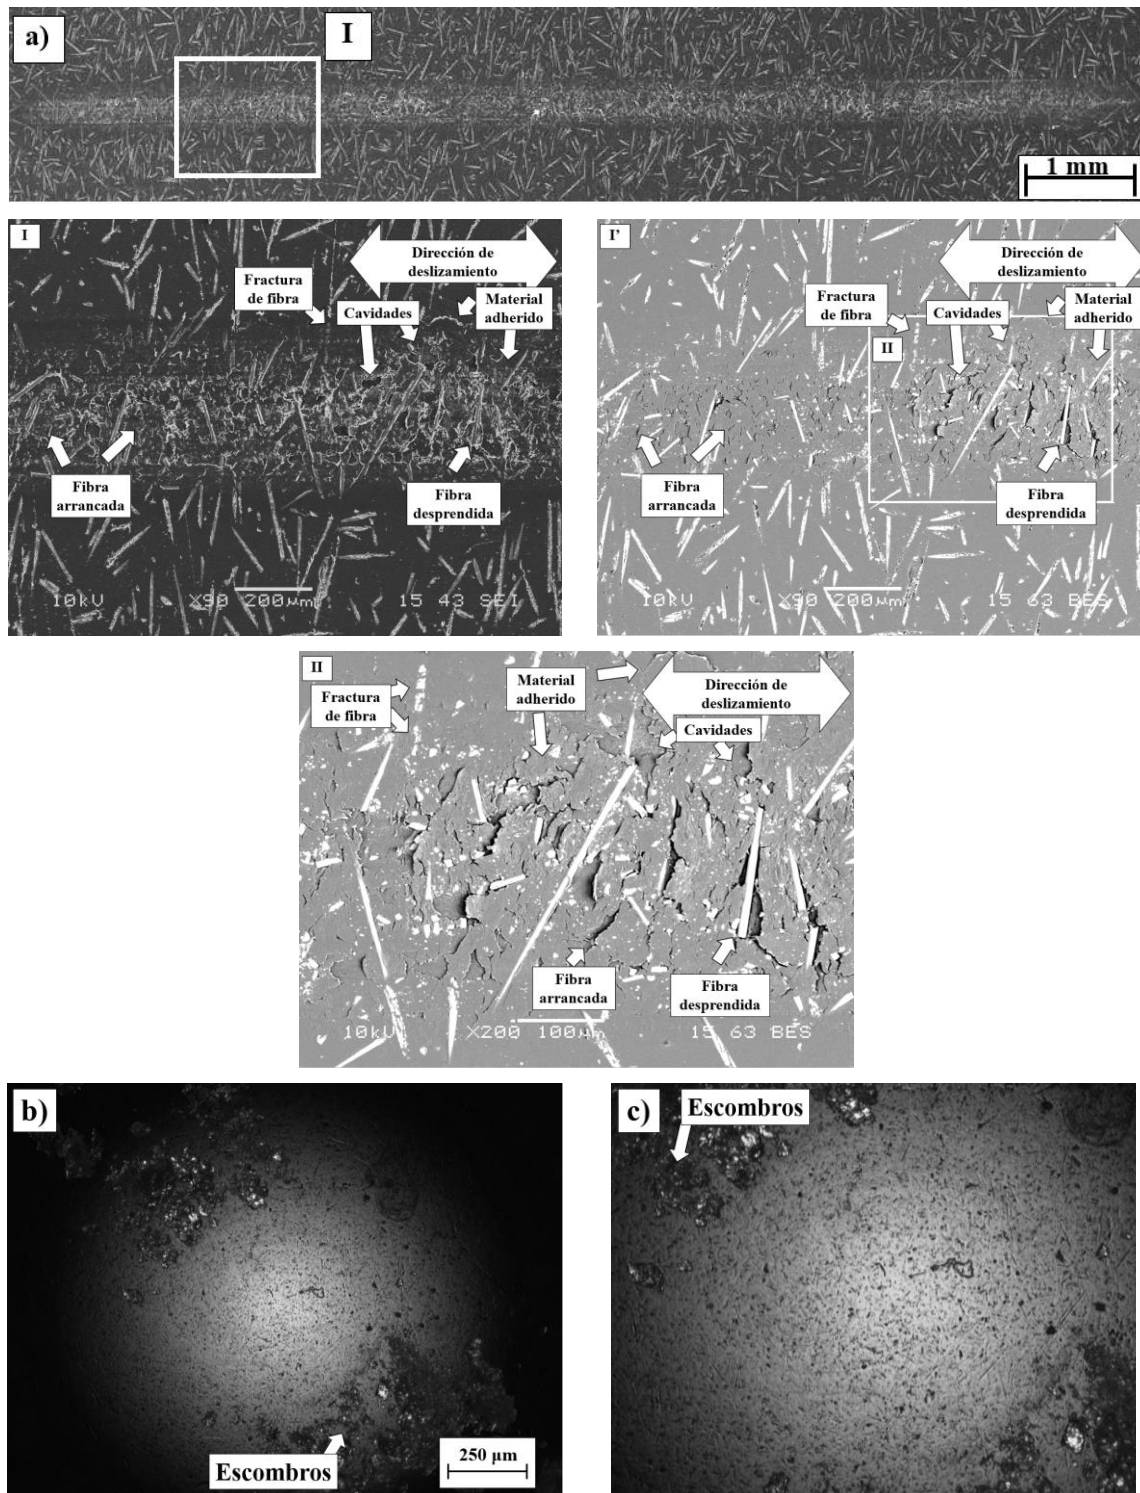 a)
I
1 mm
I
Dirección de
deslizamiento
Fractura
de fibra
Cavidades
Material
adherido
Fibra
arrancada
Fibra
desprendida
10kV X90 200μm 15 43 SEI
I'
Dirección de
deslizamiento
Fractura
de fibra
Cavidades
Material
adherido
II
Fibra
arrancada
Fibra
desprendida
10kV X90 200μm 15 63 BES
II
Material
adherido
Dirección de
deslizamiento
Fractura
de fibra
Cavidades
Fibra
arrancada
Fibra
desprendida
10kV X200 100μm 15 63 BES
b)
Escombros
250 μm
c)
Escombros